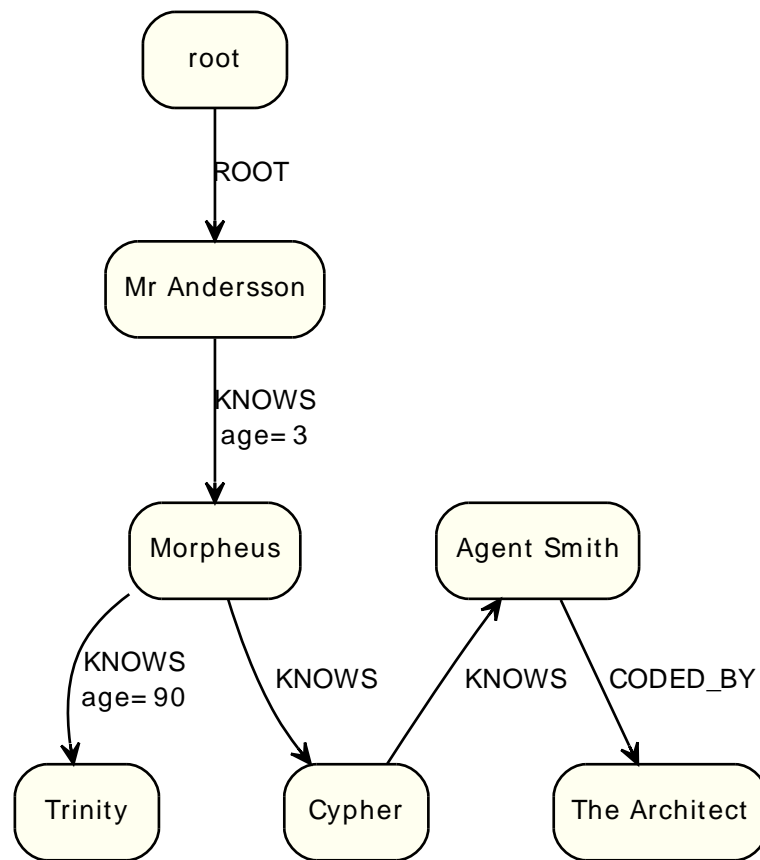 root
ROOT
Mr Andersson
KNOWS
age=3
Morpheus
Agent Smith
KNOWS
age=90
KNOWS
KNOWS
CODED_BY
Trinity
Cypher
The Architect